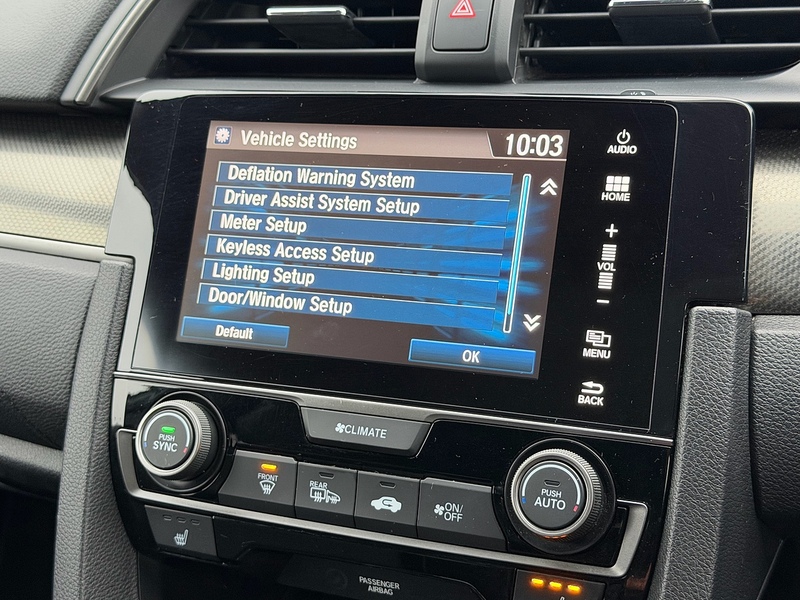 Vehicle Settings
10:03
Deflation Warning System
Driver Assist System Setup
Meter Setup
Keyless Access Setup
Lighting Setup
Door/Window Setup
Default
OK
AUDIO
HOME
+
VOL
−
MENU
BACK
CLIMATE
PUSH
SYNC
FRONT
REAR
ON/
OFF
PUSH
AUTO
PASSENGER
AIRBAG